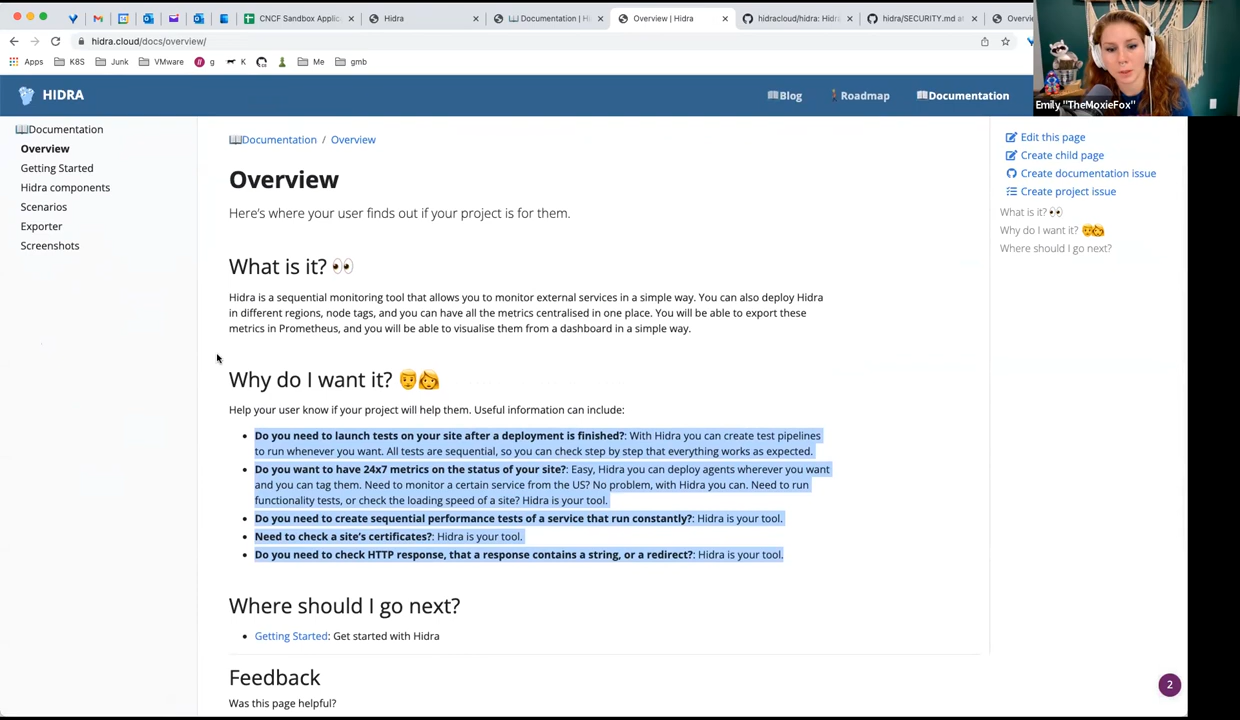 CNCF Sandbox Applic
Hidra
Documentation | H
Overview | Hidra
hidracloud/hidra: Hidr
hidra/SECURITY.md at
Overvie
hidra.cloud/docs/overview/
Apps
K8S
Junk
VMware
g
K
Me
gmb
HIDRA
Blog
Roadmap
Documentation
Emily "TheMoxieFox"
Documentation
Overview
Getting Started
Hidra components
Scenarios
Exporter
Screenshots
Documentation / Overview
Overview
Here's where your user finds out if your project is for them.
What is it? 👀
Hidra is a sequential monitoring tool that allows you to monitor external services in a simple way. You can also deploy Hidra
in different regions, node tags, and you can have all the metrics centralised in one place. You will be able to export these
metrics in Prometheus, and you will be able to visualise them from a dashboard in a simple way.
Why do I want it?
Help your user know if your project will help them. Useful information can include:
• Do you need to launch tests on your site after a deployment is finished?: With Hidra you can create test pipelines
to run whenever you want. All tests are sequential, so you can check step by step that everything works as expected.
• Do you want to have 24x7 metrics on the status of your site?: Easy, Hidra you can deploy agents wherever you want
and you can tag them. Need to monitor a certain service from the US? No problem, with Hidra you can. Need to run
functionality tests, or check the loading speed of a site? Hidra is your tool.
• Do you need to create sequential performance tests of a service that run constantly?: Hidra is your tool.
• Need to check a site's certificates?: Hidra is your tool.
• Do you need to check HTTP response, that a response contains a string, or a redirect?: Hidra is your tool.
Where should I go next?
• Getting Started: Get started with Hidra
Feedback
Was this page helpful?
Edit this page
Create child page
Create documentation issue
Create project issue
What is it? 👀
Why do I want it?
Where should I go next?
2